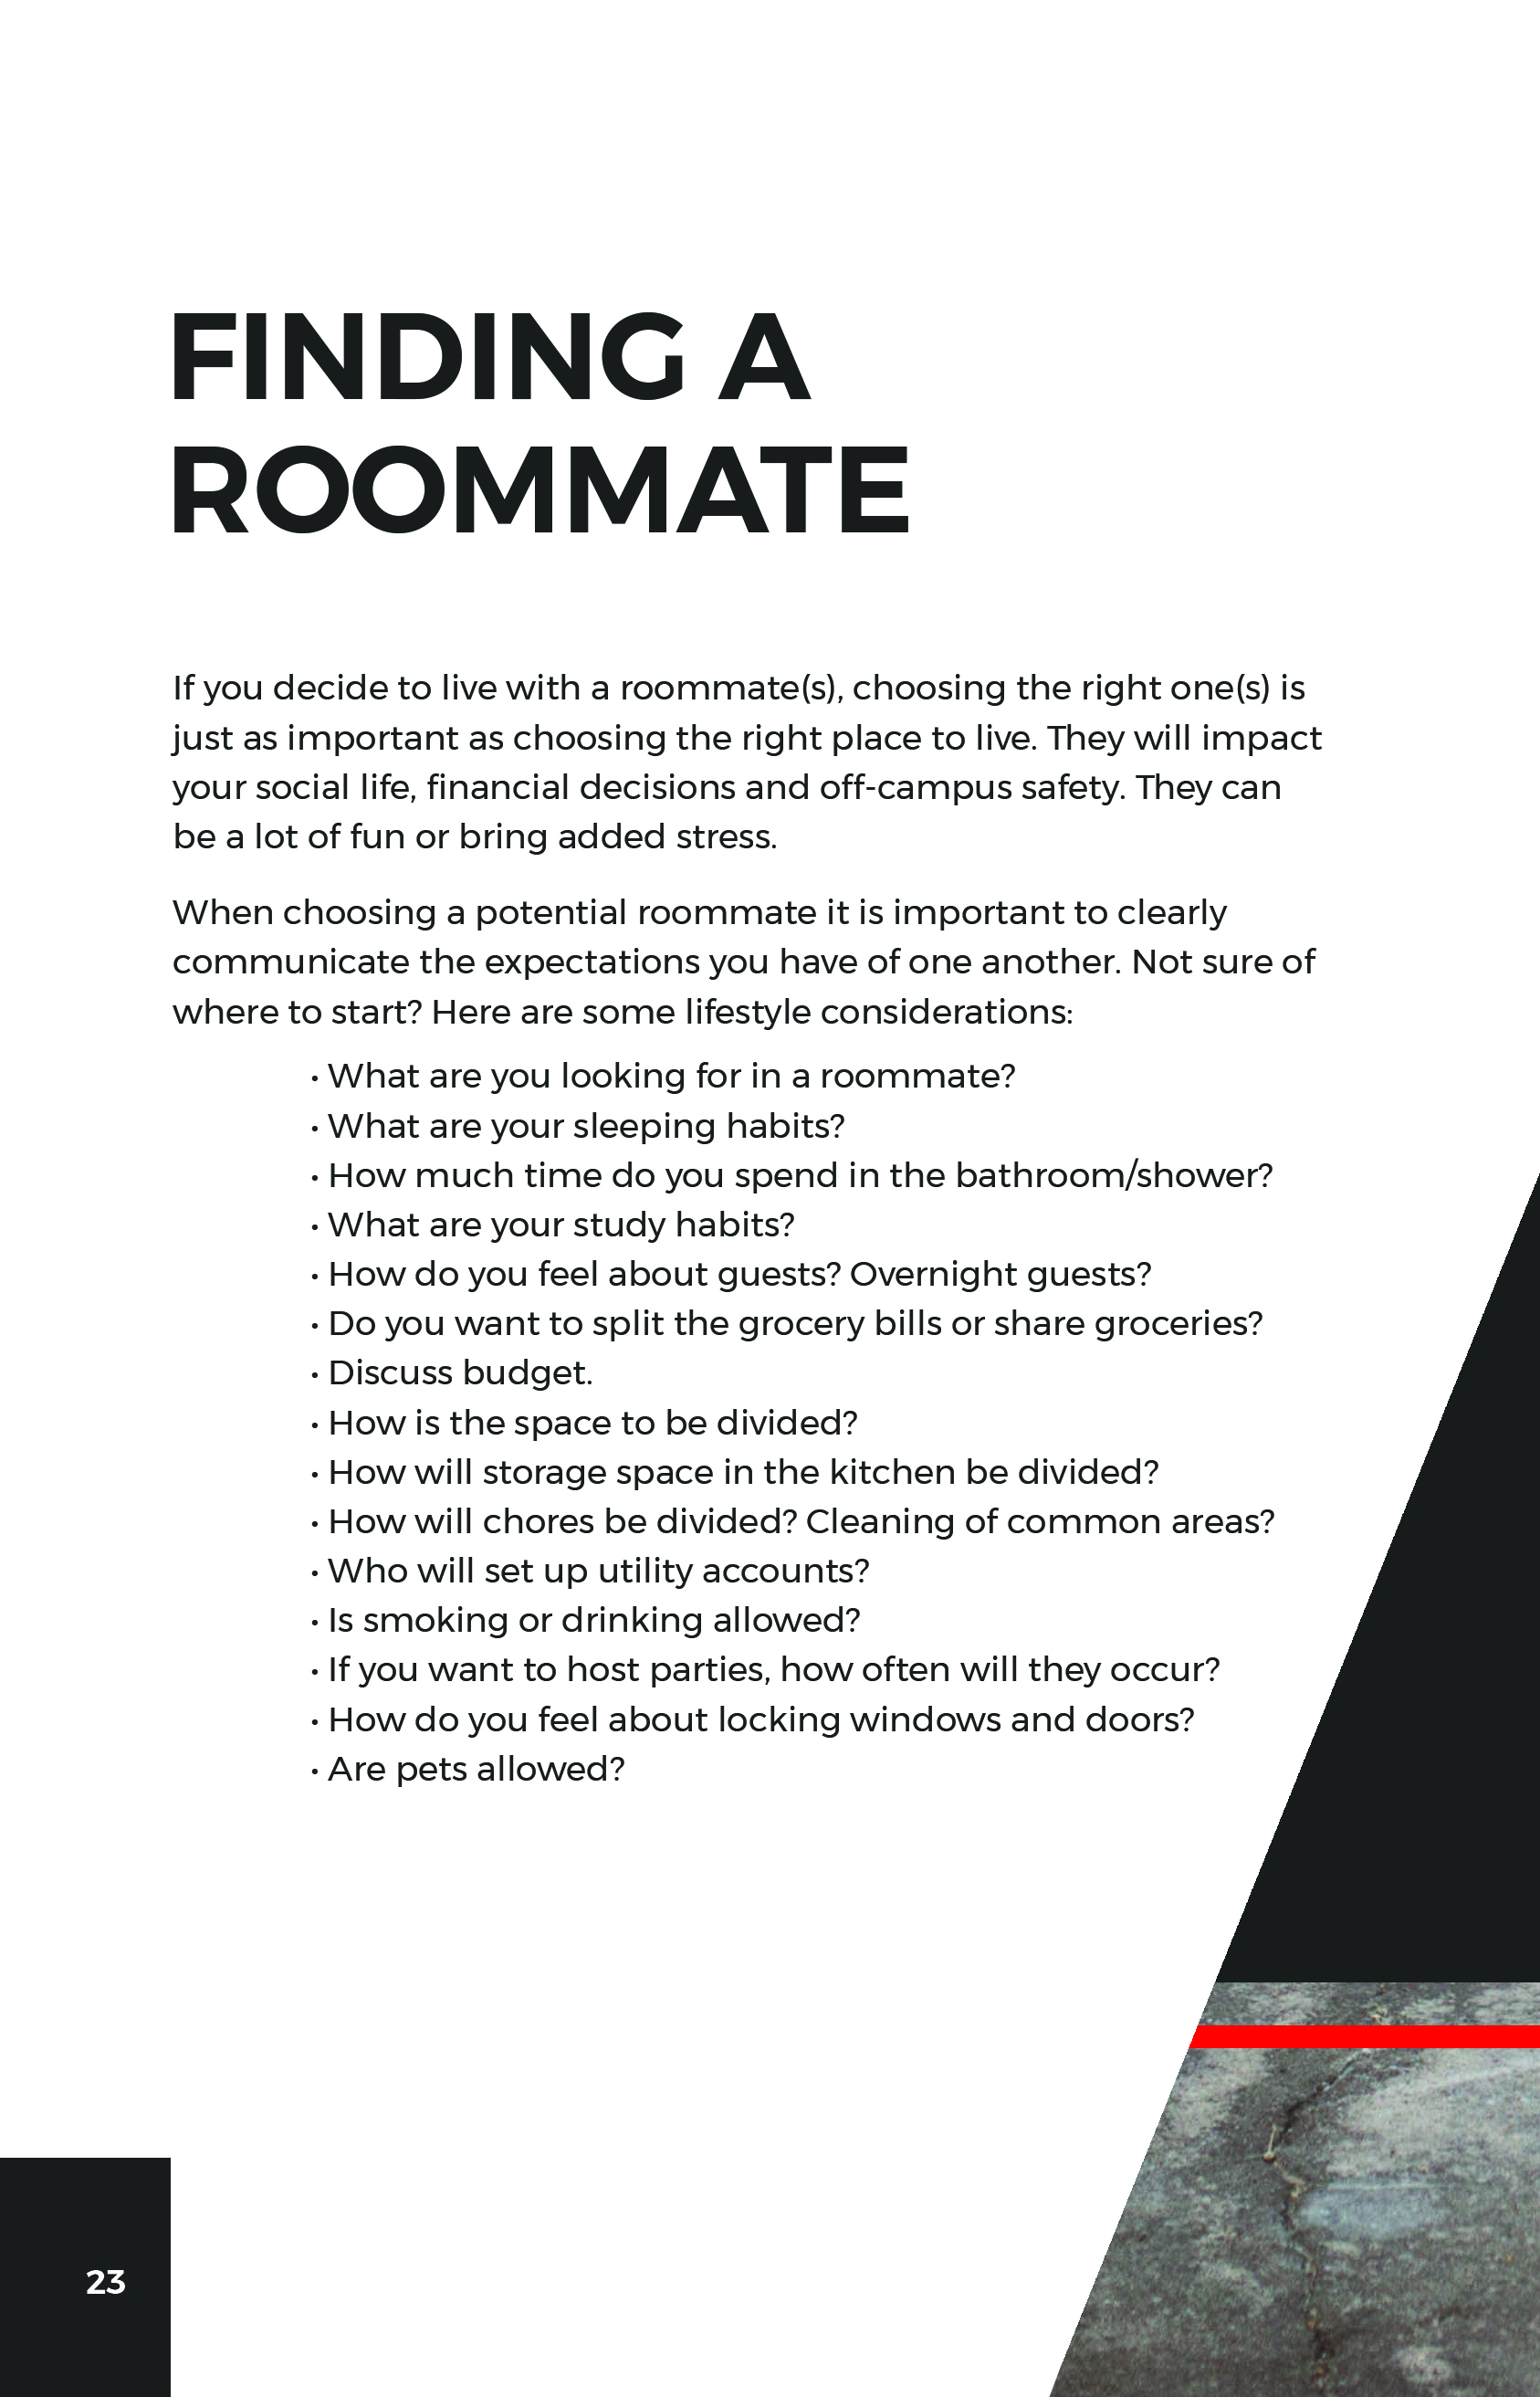 FINDING A
ROOMMATE
If you decide to live with a roommate(s), choosing the right one(s) is
just as important as choosing the right place to live. They will impact
your social life, financial decisions and off-campus safety. They can
be a lot of fun or bring added stress.
When choosing a potential roommate it is important to clearly
communicate the expectations you have of one another. Not sure of
where to start? Here are some lifestyle considerations:
• What are you looking for in a roommate?
• What are your sleeping habits?
• How much time do you spend in the bathroom/shower?
• What are your study habits?
• How do you feel about guests? Overnight guests?
• Do you want to split the grocery bills or share groceries?
• Discuss budget.
• How is the space to be divided?
• How will storage space in the kitchen be divided?
• How will chores be divided? Cleaning of common areas?
• Who will set up utility accounts?
• Is smoking or drinking allowed?
• If you want to host parties, how often will they occur?
• How do you feel about locking windows and doors?
• Are pets allowed?
23